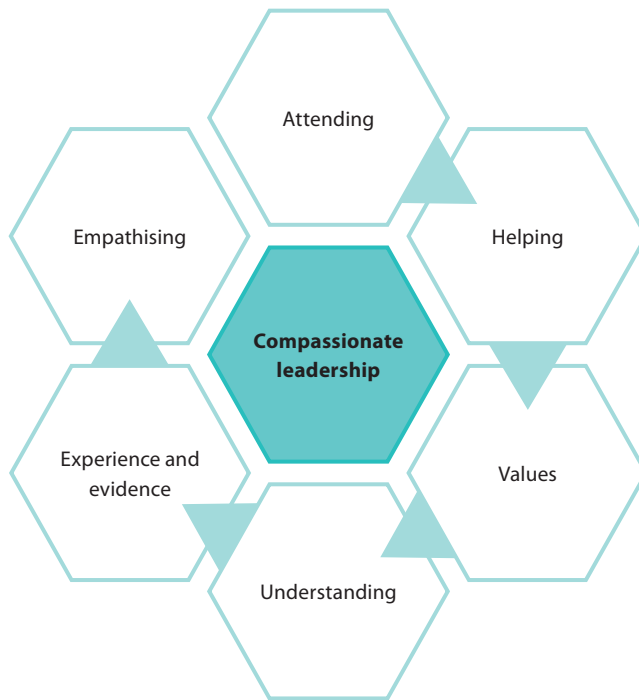 Attending
Empathising
Helping
Compassionate
leadership
Experience and
evidence
Values
Understanding